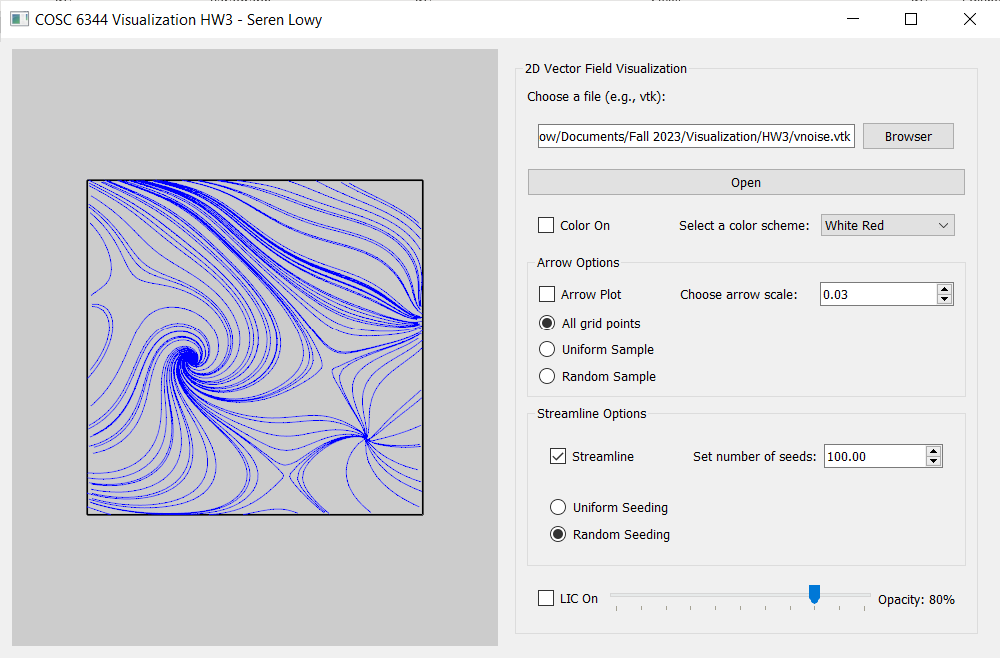 COSC 6344 Visualization HW3 - Seren Lowy
2D Vector Field Visualization
Choose a file (e.g., vtk):
ow/Documents/Fall 2023/Visualization/HW3/vnoise.vtk Browser
Open
Color On Select a color scheme: White Red
Arrow Options
Arrow Plot Choose arrow scale: 0.03
All grid points
Uniform Sample
Random Sample
Streamline Options
Streamline Set number of seeds: 100.00
Uniform Seeding
Random Seeding
LIC On Opacity: 80%